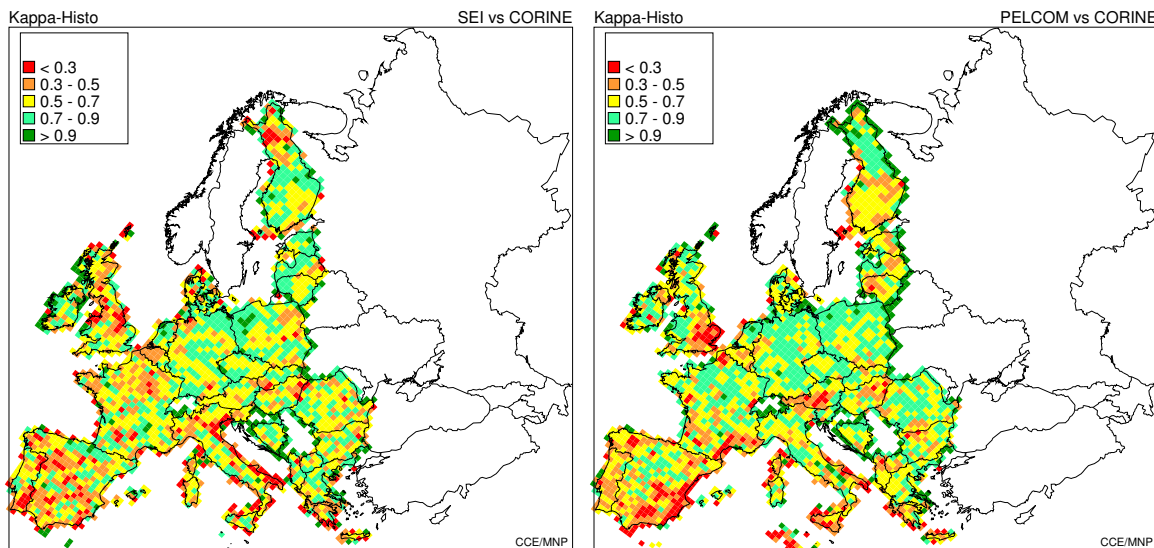 Kappa-Histo
SEI vs CORINE
< 0.3
0.3 - 0.5
0.5 - 0.7
0.7 - 0.9
> 0.9
CCE/MNP
Kappa-Histo
PELCOM vs CORINE
< 0.3
0.3 - 0.5
0.5 - 0.7
0.7 - 0.9
> 0.9
CCE/MNP